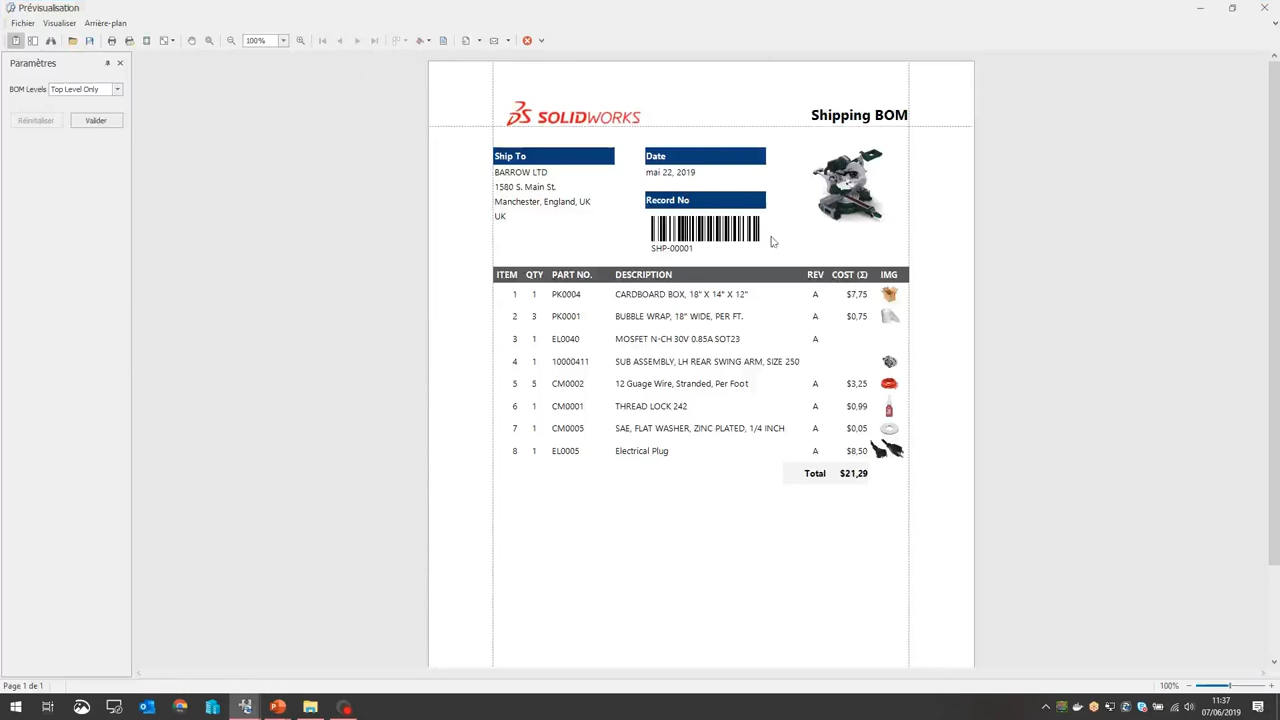 Prévisualisation
Fichier Visualiser Arrière-plan
100%
Paramètres
BOM Levels Top Level Only
Réinitialiser Valider
SOLIDWORKS
Shipping BOM
Ship To Date
BARROW LTD mai 22, 2019
1580 S. Main St.
Manchester, England, UK Record No
UK
SHP-00001
ITEM QTY PART NO. DESCRIPTION REV COST (Σ) IMG
1 1 PK0004 CARDBOARD BOX, 18" X 14" X 12" A $7,75
2 3 PK0001 BUBBLE WRAP, 18" WIDE, PER FT. A $0,75
3 1 EL0040 MOSFET N-CH 30V 0.85A SOT23 A
4 1 10000411 SUB ASSEMBLY, LH REAR SWING ARM, SIZE 250
5 5 CM0002 12 Guage Wire, Stranded, Per Foot A $3,25
6 1 CM0001 THREAD LOCK 242 A $0,99
7 1 CM0005 SAE, FLAT WASHER, ZINC PLATED, 1/4 INCH A $0,05
8 1 EL0005 Electrical Plug A $8,50
Total $21,29
Page 1 de 1 100%
11:37
07/06/2019